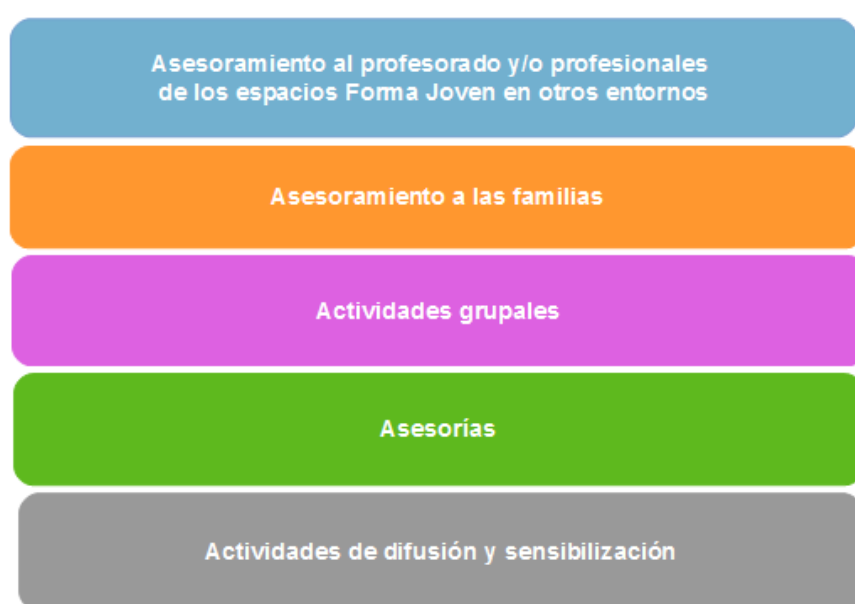 Asesoramiento al profesorado y/o profesionales
de los espacios Forma Joven en otros entornos
Asesoramiento a las familias
Actividades grupales
Asesorías
Actividades de difusión y sensibilización